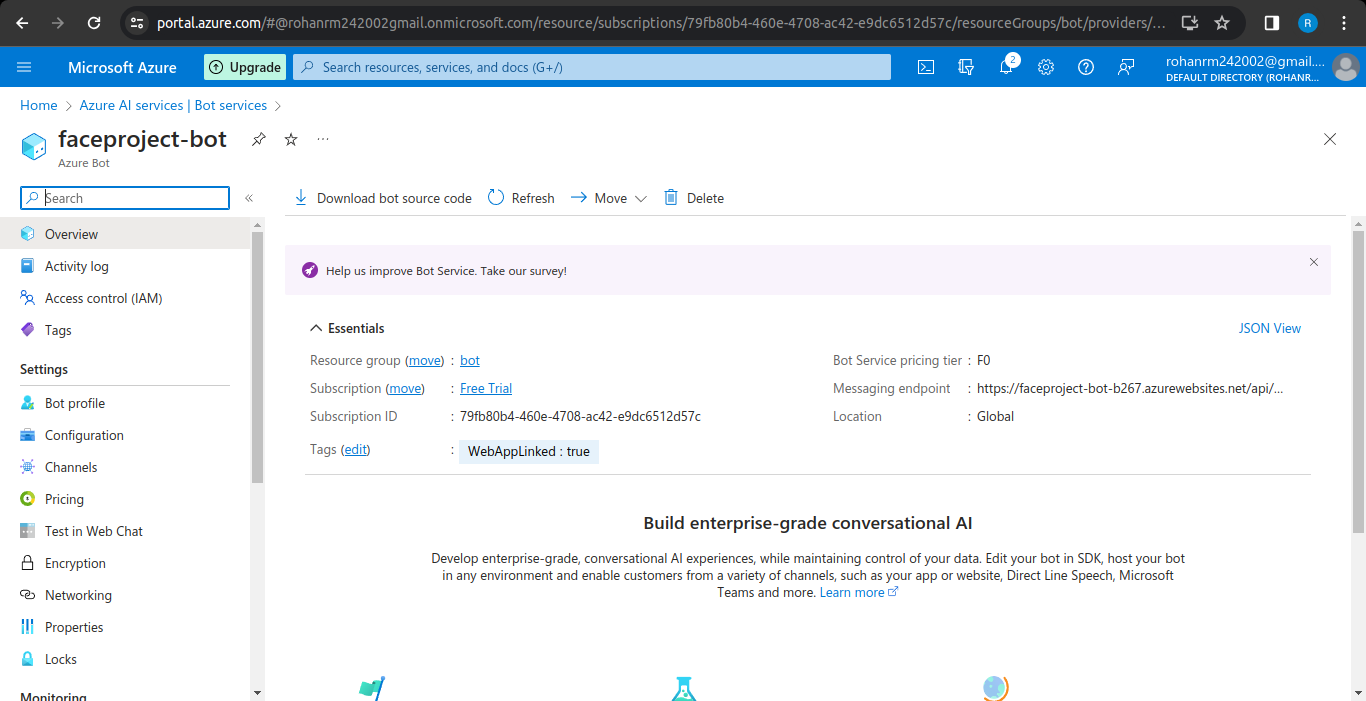 portal.azure.com/#@rohanrm242002gmail.onmicrosoft.com/resource/subscriptions/79fb80b4-460e-4708-ac42-e9dc6512d57c/resourceGroups/bot/providers/...
R
Microsoft Azure
Upgrade
Search resources, services, and docs (G+/)
2
rohanrm242002@gmail....
DEFAULT DIRECTORY (ROHANR...
Home > Azure AI services | Bot services >
faceproject-bot
Azure Bot
Search
«
Download bot source code
Refresh
Move
Delete
Overview
Activity log
Access control (IAM)
Tags
Settings
Bot profile
Configuration
Channels
Pricing
Test in Web Chat
Encryption
Networking
Properties
Locks
Monitoring
Help us improve Bot Service. Take our survey!
Essentials
JSON View
Resource group (move) : bot
Subscription (move) : Free Trial
Subscription ID : 79fb80b4-460e-4708-ac42-e9dc6512d57c
Tags (edit) : WebAppLinked : true
Bot Service pricing tier : F0
Messaging endpoint : https://faceproject-bot-b267.azurewebsites.net/api/...
Location : Global
Build enterprise-grade conversational AI
Develop enterprise-grade, conversational AI experiences, while maintaining control of your data. Edit your bot in SDK, host your bot
in any environment and enable customers from a variety of channels, such as your app or website, Direct Line Speech, Microsoft
Teams and more. Learn more